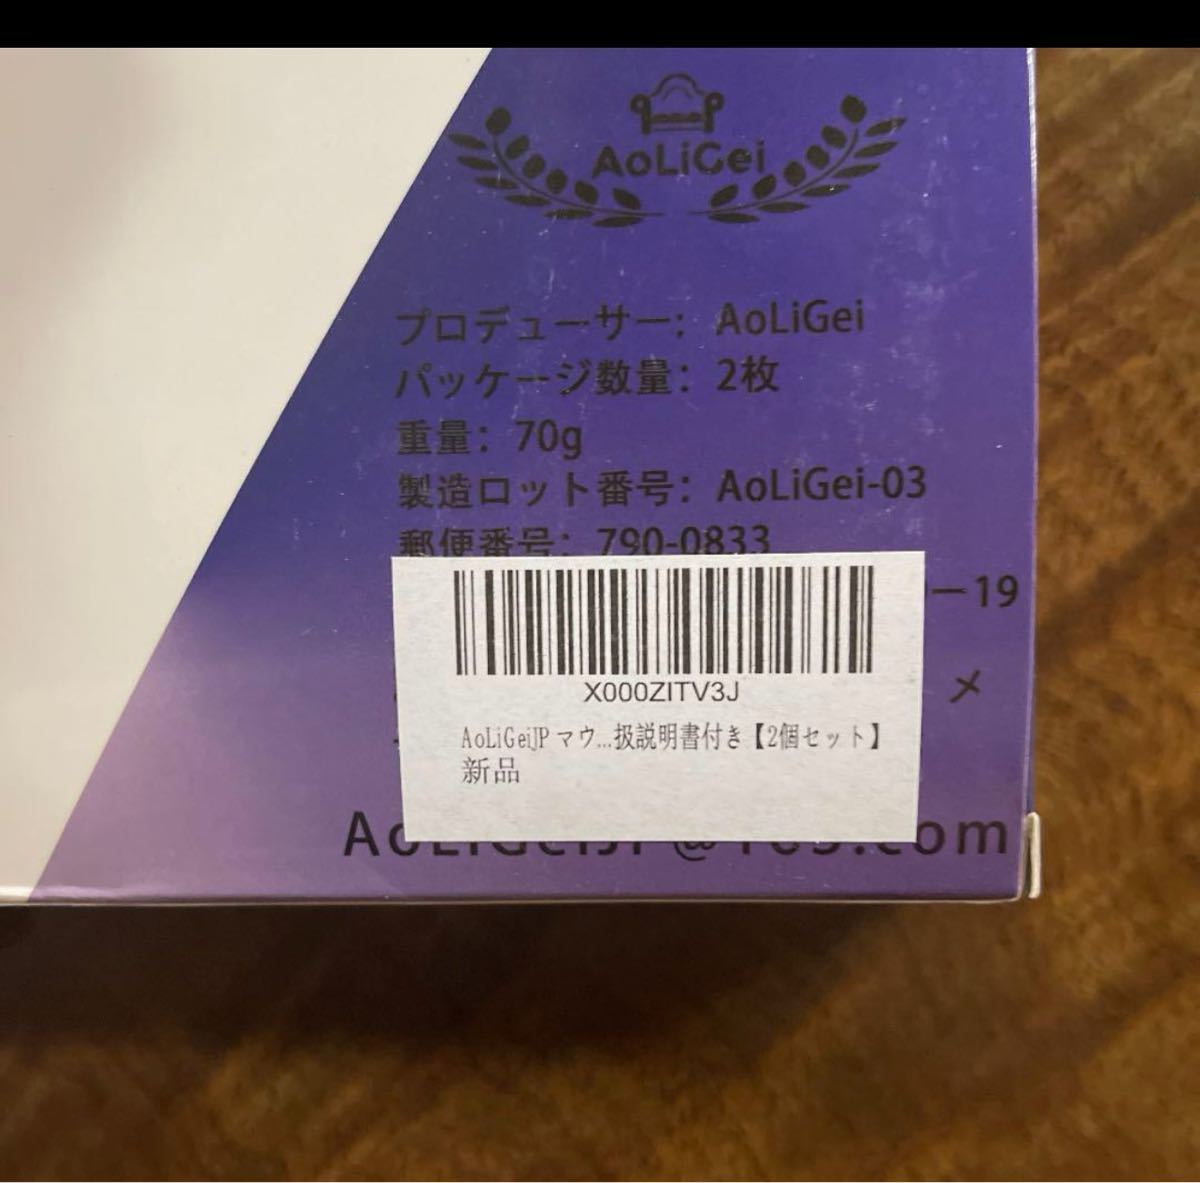 AoLiGei
プロデューサー: AoLiGei
パッケージ数量: 2枚
重量: 70g
製造ロット番号: AoLiGei-03
郵便番号: 790-0833
ー19
メ
X000ZITV3J
AoLiGeiJP マウ...扱説明書付き【2個セット】
新品
AoLiGeiJP@163.com